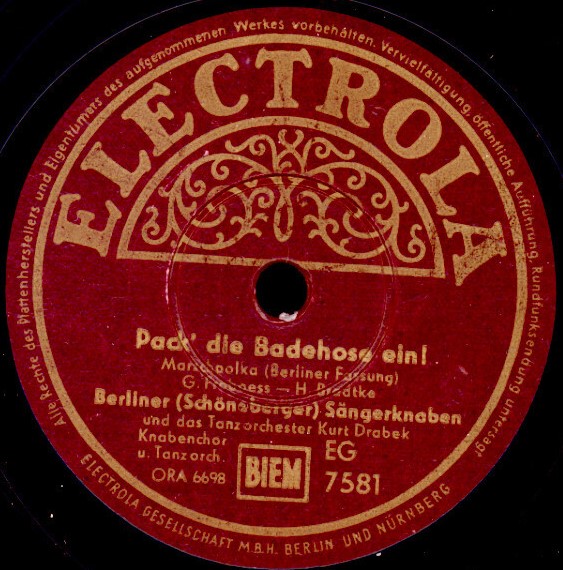 Alle Rechte des Plattenherstellers und Eigentümers des aufgenommenen Werkes vorbehalten. Vervielfältigung, öffentliche Aufführung, Rundfunksendung untersagt
ELECTROLA
Pack' die Badehose ein!
Marschpolka (Berliner Fassung)
G. Froboess — H. Bradtke
Berliner (Schöneberger) Sängerknaben
und das Tanzorchester Kurt Drabek
Knabenchor EG
u. Tanzorch.
ORA 6698 BIEM 7581
ELECTROLA GESELLSCHAFT M.B.H. BERLIN UND NÜRNBERG